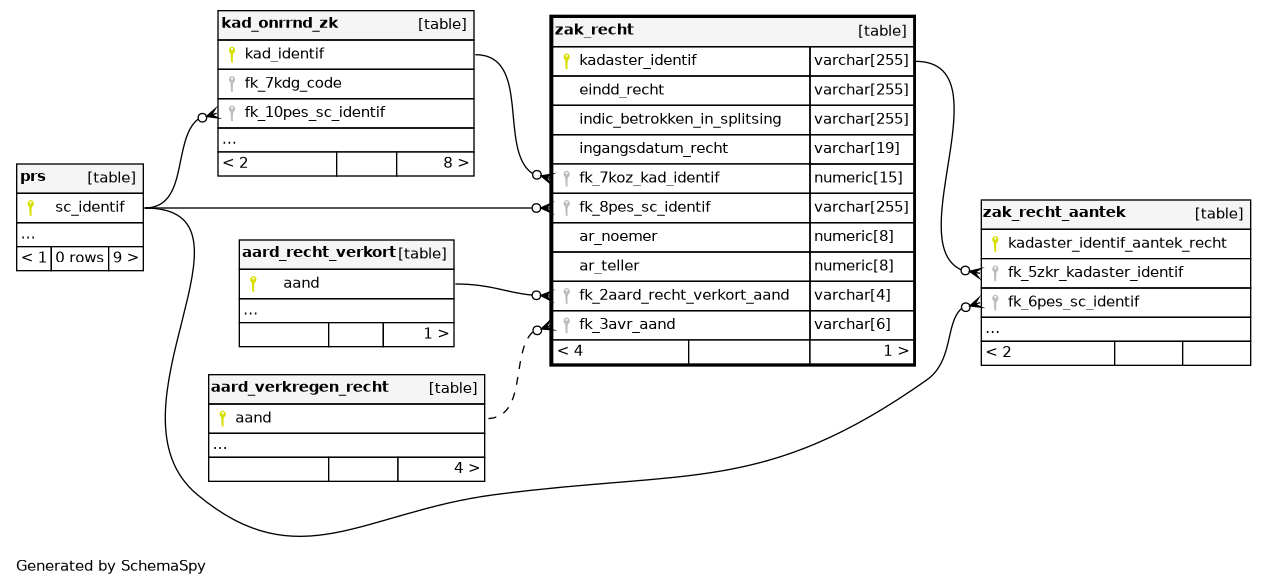 kad_onrrnd_zk [table]
kad_identif
fk_7kdg_code
fk_10pes_sc_identif
...
< 2 8 >
prs [table]
sc_identif
...
< 1 0 rows 9 >
aard_recht_verkort [table]
aand
...
1 >
aard_verkregen_recht [table]
aand
...
4 >
zak_recht [table]
kadaster_identif varchar[255]
eindd_recht varchar[255]
indic_betrokken_in_splitsing varchar[255]
ingangsdatum_recht varchar[19]
fk_7koz_kad_identif numeric[15]
fk_8pes_sc_identif varchar[255]
ar_noemer numeric[8]
ar_teller numeric[8]
fk_2aard_recht_verkort_aand varchar[4]
fk_3avr_aand varchar[6]
< 4 1 >
zak_recht_aantek [table]
kadaster_identif_aantek_recht
fk_5zkr_kadaster_identif
fk_6pes_sc_identif
...
< 2
Generated by SchemaSpy